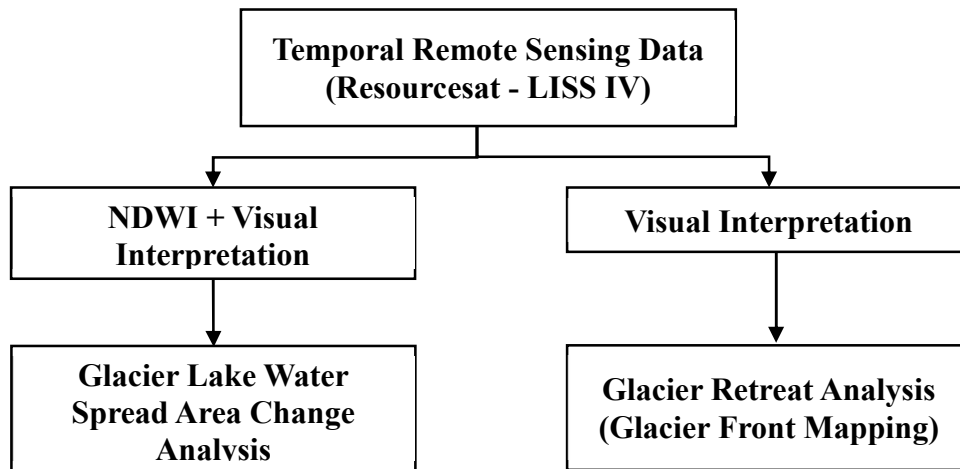 Temporal Remote Sensing Data
(Resourcesat - LISS IV)
NDWI + Visual
Interpretation
Visual Interpretation
Glacier Lake Water
Spread Area Change
Analysis
Glacier Retreat Analysis
(Glacier Front Mapping)